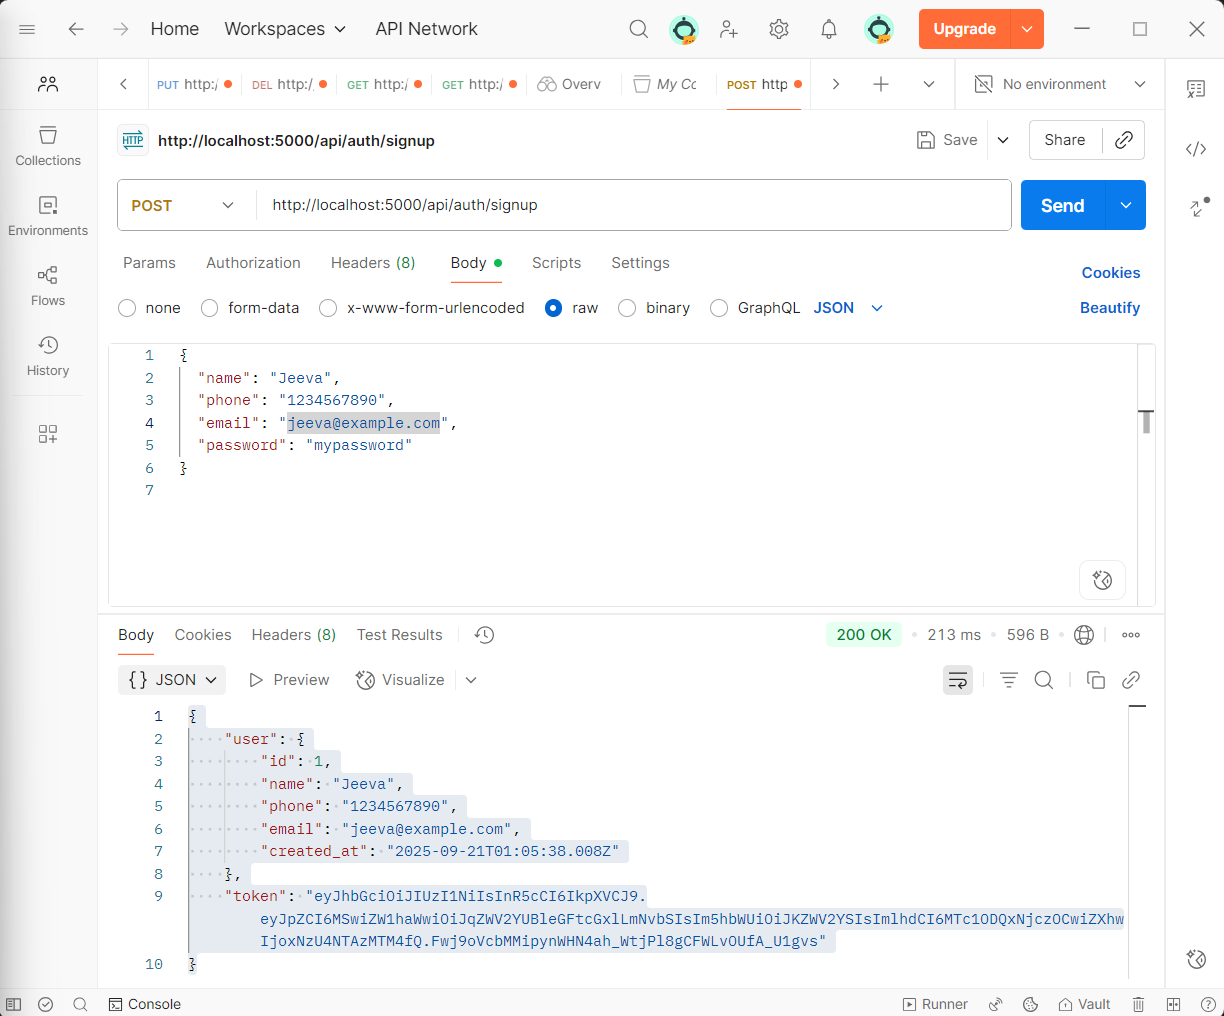 Home Workspaces API Network Upgrade
PUT http:/ DEL http:/ GET http:/ GET http:/ Overv My Cc POST http No environment
HTTP http://localhost:5000/api/auth/signup Save Share
Collections
Environments
Flows
History
POST http://localhost:5000/api/auth/signup Send
Params Authorization Headers (8) Body Scripts Settings Cookies
none form-data x-www-form-urlencoded raw binary GraphQL JSON Beautify
1 {
2 "name": "Jeeva",
3 "phone": "1234567890",
4 "email": "jeeva@example.com",
5 "password": "mypassword"
6 }
7
Body Cookies Headers (8) Test Results 200 OK 213 ms 596 B
{} JSON Preview Visualize
1 {
2 "user": {
3 "id": 1,
4 "name": "Jeeva",
5 "phone": "1234567890",
6 "email": "jeeva@example.com",
7 "created_at": "2025-09-21T01:05:38.008Z"
8 },
9 "token": "eyJhbGciOiJIUzI1NiIsInR5cCI6IkpXVCJ9.
eyJpZCI6MSwiZW1haWwiOiJqZWV2YUBleGFtcGxlLmNvbSIsIm5hbWUiOiJKZWV2YSIsImlhdCI6MTc1ODQxNjczOCwiZXhw
IjoxNzU4NTAzMTM4fQ.Fwj9oVcbMMipynWHN4ah_WtjPl8gCFWLvOUfA_U1gvs"
10 }
Console Runner Vault